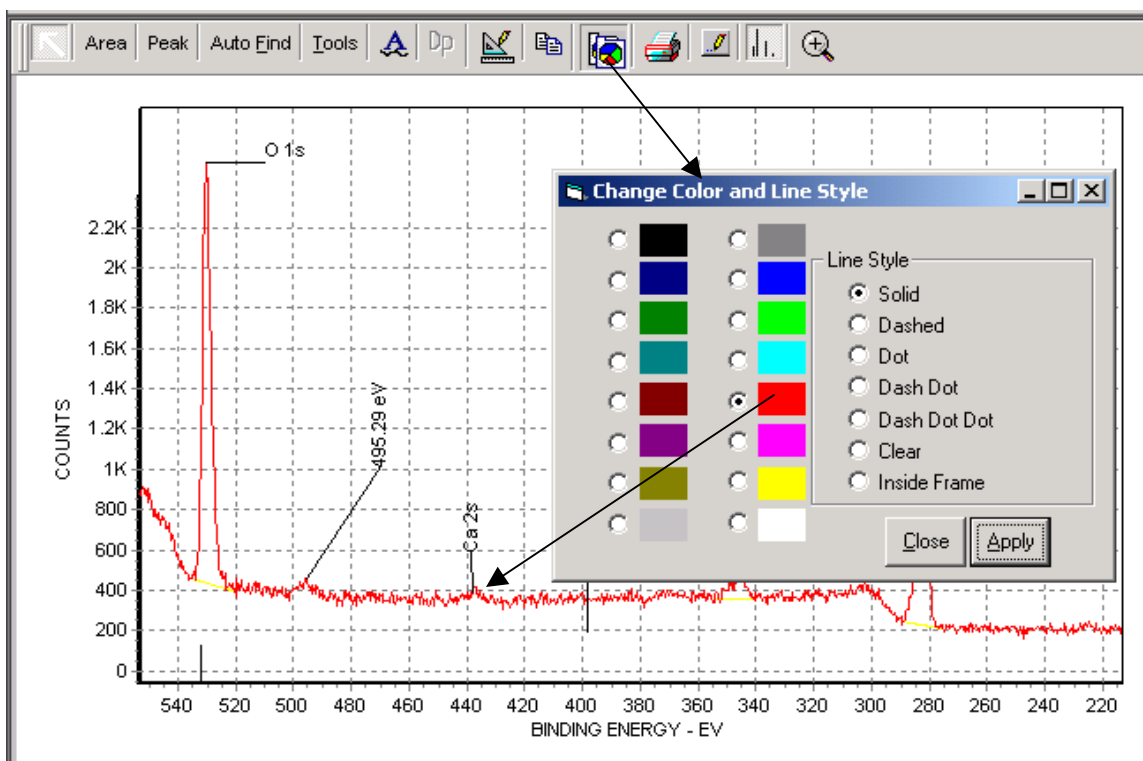 Area Peak Auto Find Tools A Dp
O 1s
Change Color and Line Style
Line Style
Solid
Dashed
Dot
Dash Dot
Dash Dot Dot
Clear
Inside Frame
Close Apply
2.2K
2K
1.8K
1.6K
1.4K
1.2K
1K
800
600
400
200
0
COUNTS
495.29 eV
Ca 2s
540 520 500 480 460 440 420 400 380 360 340 320 300 280 260 240 220
BINDING ENERGY - EV